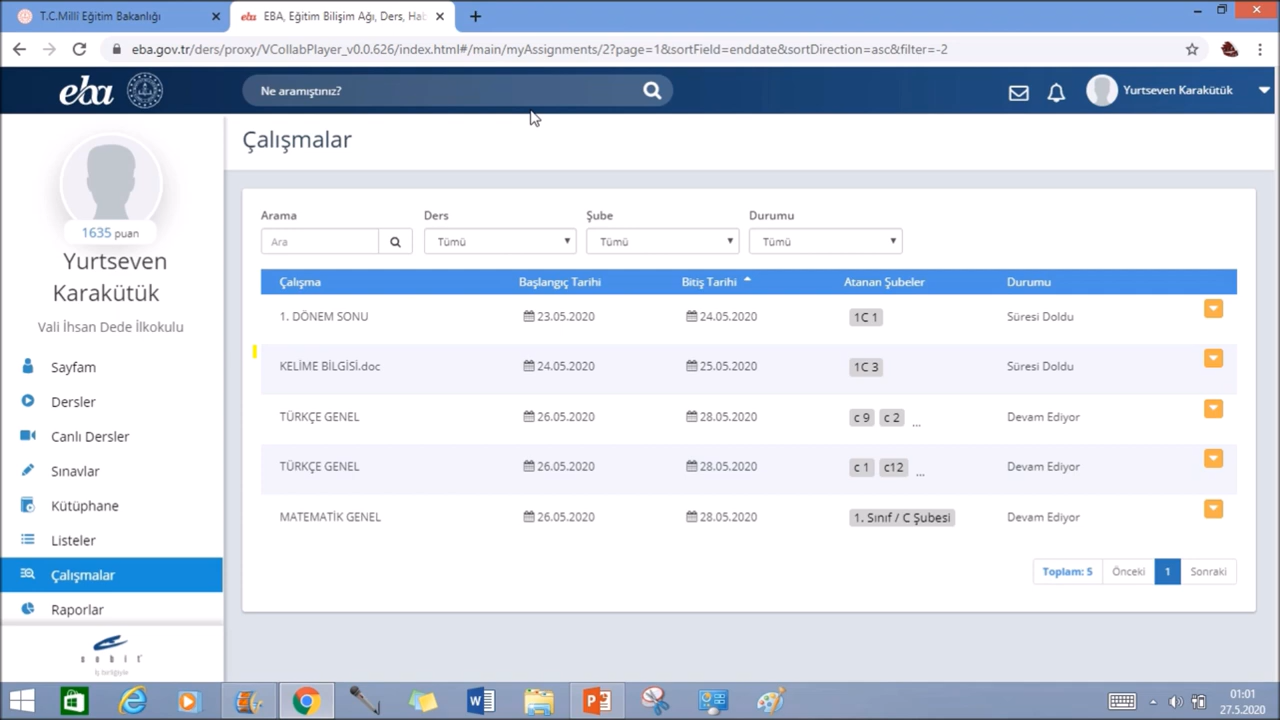 T.C.Millî Eğitim Bakanlığı
eba EBA, Eğitim Bilişim Ağı, Ders, Hab
eba.gov.tr/ders/proxy/VCollabPlayer_v0.0.626/index.html#/main/myAssignments/2?page=1&sortField=enddate&sortDirection=asc&filter=-2
eba
Ne aramıştınız?
Yurtseven Karakütük
Çalışmalar
1635 puan
Yurtseven
Karakütük
Vali İhsan Dede İlkokulu
Sayfam
Dersler
Canlı Dersler
Sınavlar
Kütüphane
Listeler
Çalışmalar
Raporlar
sebit
İş birliğiyle
Arama Ders Şube Durumu
Ara Tümü Tümü Tümü
Çalışma Başlangıç Tarihi Bitiş Tarihi Atanan Şubeler Durumu
1. DÖNEM SONU 23.05.2020 24.05.2020 1C 1 Süresi Doldu
KELİME BİLGİSİ.doc 24.05.2020 25.05.2020 1C 3 Süresi Doldu
TÜRKÇE GENEL 26.05.2020 28.05.2020 c 9 c 2 ... Devam Ediyor
TÜRKÇE GENEL 26.05.2020 28.05.2020 c 1 c12 ... Devam Ediyor
MATEMATİK GENEL 26.05.2020 28.05.2020 1. Sınıf / C Şubesi Devam Ediyor
Toplam: 5 Önceki 1 Sonraki
01:01
27.5.2020